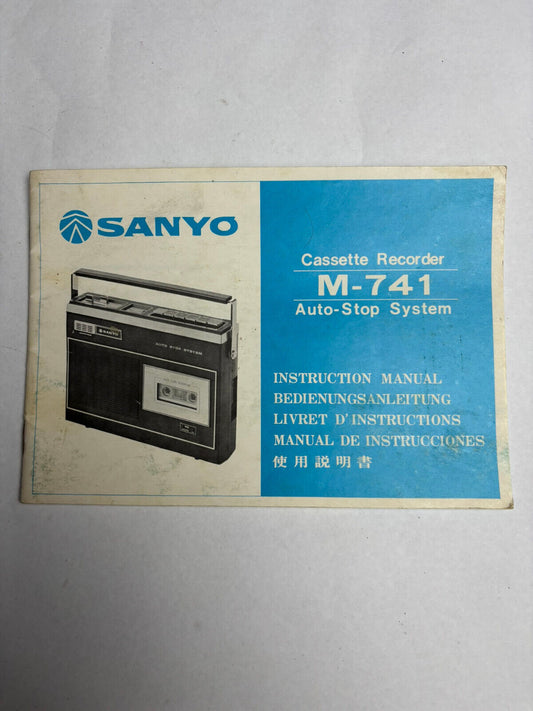 SANYO
Cassette Recorder
M-741
Auto-Stop System
SANYO
AUTO STOP SYSTEM
INSTRUCTION MANUAL
BEDIENUNGSANLEITUNG
LIVRET D'INSTRUCTIONS
MANUAL DE INSTRUCCIONES
使用説明書